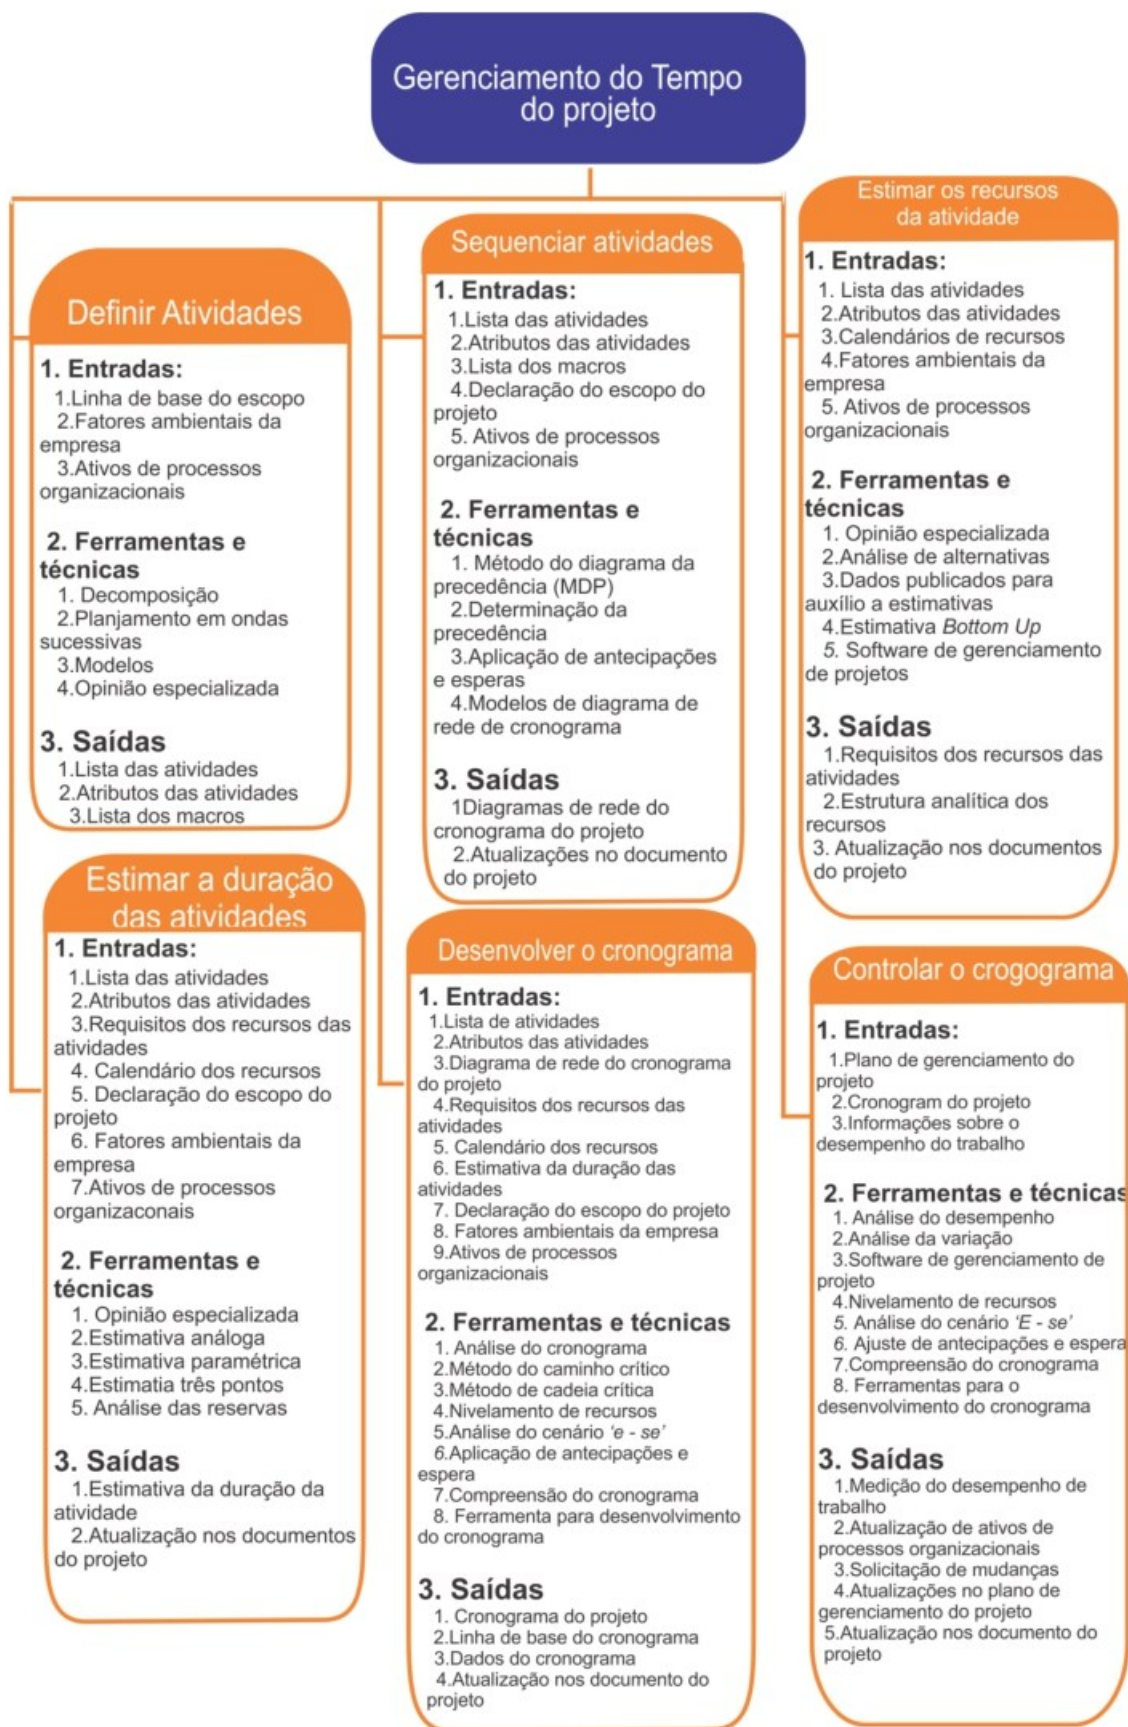 Gerenciamento do Tempo
do projeto
Definir Atividades
1. Entradas:
1.Linha de base do escopo
2.Fatores ambientais da
empresa
3.Ativos de processos
organizacionais
2. Ferramentas e
técnicas
1. Decomposição
2.Planjamento em ondas
sucessivas
3.Modelos
4.Opinião especializada
3. Saídas
1.Lista das atividades
2.Atributos das atividades
3.Lista dos macros
Sequenciar atividades
1. Entradas:
1.Lista das atividades
2.Atributos das atividades
3.Lista dos macros
4.Declaração do escopo do
projeto
5. Ativos de processos
organizacionais
2. Ferramentas e
técnicas
1. Método do diagrama da
precedência (MDP)
2.Determinação da
precedência
3.Aplicação de antecipações
e esperas
4.Modelos de diagrama de
rede de cronograma
3. Saídas
1Diagramas de rede do
cronograma do projeto
2.Atualizações no documento
do projeto
Estimar os recursos
da atividade
1. Entradas:
1. Lista das atividades
2.Atributos das atividades
3.Calendários de recursos
4.Fatores ambientais da
empresa
5. Ativos de processos
organizacionais
2. Ferramentas e
técnicas
1. Opinião especializada
2.Análise de alternativas
3.Dados publicados para
auxílio a estimativas
4.Estimativa Bottom Up
5. Software de gerenciamento
de projetos
3. Saídas
1.Requisitos dos recursos das
atividades
2.Estrutura analítica dos
recursos
3. Atualização nos documentos
do projeto
Estimar a duração
das atividades
1. Entradas:
1.Lista das atividades
2.Atributos das atividades
3.Requisitos dos recursos das
atividades
4. Calendário dos recursos
5. Declaração do escopo do
projeto
6. Fatores ambientais da
empresa
7.Ativos de processos
organizaconais
2. Ferramentas e
técnicas
1. Opinião especializada
2.Estimativa análoga
3.Estimativa paramétrica
4.Estimatia três pontos
5. Análise das reservas
3. Saídas
1.Estimativa da duração da
atividade
2.Atualização nos documentos
do projeto
Desenvolver o cronograma
1. Entradas:
1.Lista de atividades
2.Atributos das atividades
3.Diagrama de rede do cronograma
do projeto
4.Requisitos dos recursos das
atividades
5. Calendário dos recursos
6. Estimativa da duração das
atividades
7. Declaração do escopo do projeto
8. Fatores ambientais da empresa
9.Ativos de processos
organizacionais
2. Ferramentas e técnicas
1. Análise do cronograma
2.Método do caminho crítico
3.Método de cadeia crítica
4.Nivelamento de recursos
5.Análise do cenário 'e - se'
6.Aplicação de antecipações e
espera
7.Compreensão do cronograma
8. Ferramenta para desenvolvimento
do cronograma
3. Saídas
1. Cronograma do projeto
2.Linha de base do cronograma
3.Dados do cronograma
4.Atualização nos documento do
projeto
Controlar o crogograma
1. Entradas:
1.Plano de gerenciamento do
projeto
2.Cronogram do projeto
3.Informações sobre o
desempenho do trabalho
2. Ferramentas e técnicas
1. Análise do desempenho
2.Análise da variação
3.Software de gerenciamento de
projeto
4.Nivelamento de recursos
5. Análise do cenário 'E - se'
6. Ajuste de antecipações e espera
7.Compreensão do cronograma
8. Ferramentas para o
desenvolvimento do cronograma
3. Saídas
1.Medição do desempenho de
trabalho
2.Atualização de ativos de
processos organizacionais
3.Solicitação de mudanças
4.Atualizações no plano de
gerenciamento do projeto
5.Atualização nos documento do
projeto